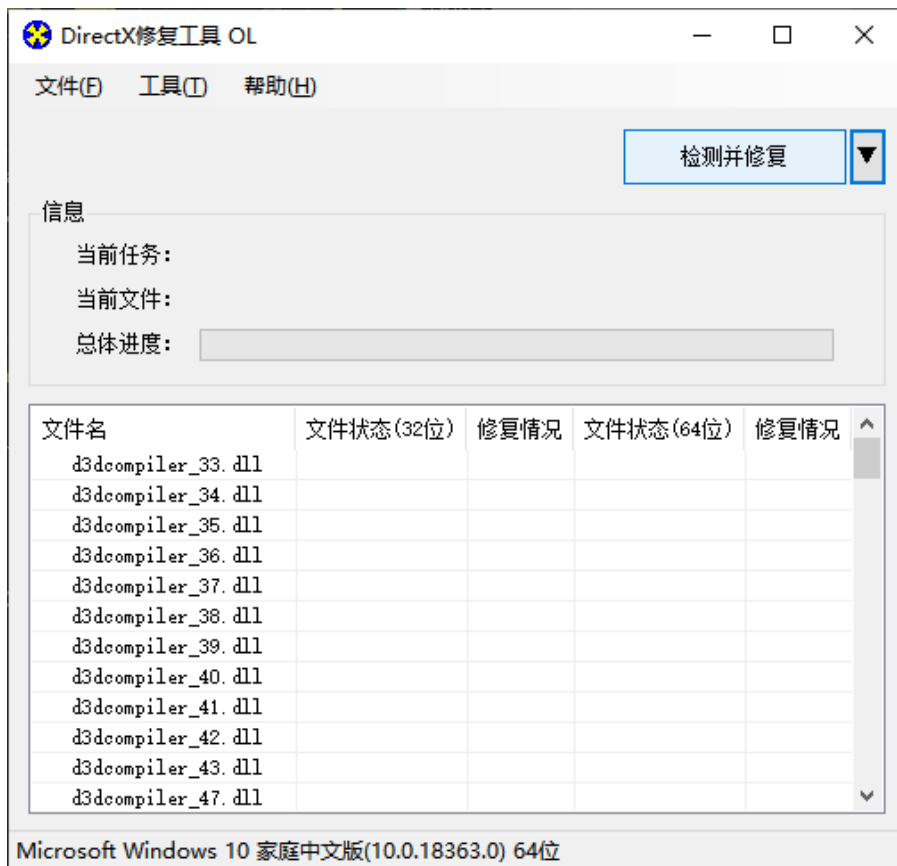 DirectX修复工具 OL
文件(F) 工具(T) 帮助(H)
检测并修复
信息
当前任务：
当前文件：
总体进度：
文件名 文件状态(32位) 修复情况 文件状态(64位) 修复情况
d3dcompiler_33.dll
d3dcompiler_34.dll
d3dcompiler_35.dll
d3dcompiler_36.dll
d3dcompiler_37.dll
d3dcompiler_38.dll
d3dcompiler_39.dll
d3dcompiler_40.dll
d3dcompiler_41.dll
d3dcompiler_42.dll
d3dcompiler_43.dll
d3dcompiler_47.dll
Microsoft Windows 10 家庭中文版(10.0.18363.0) 64位